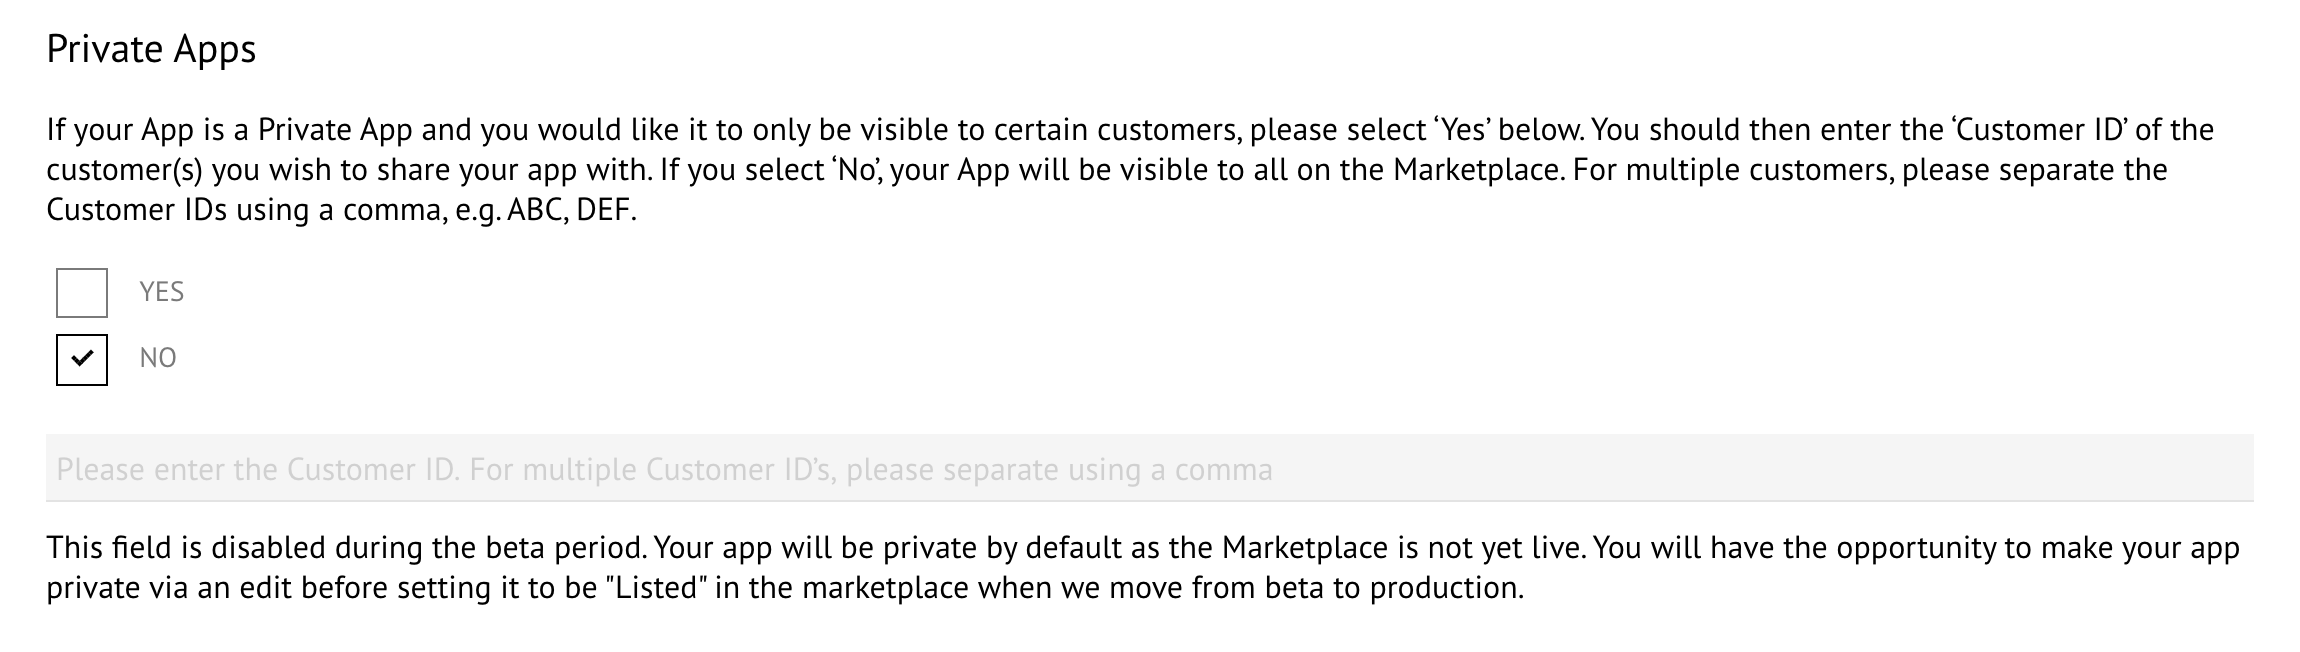 Private Apps
If your App is a Private App and you would like it to only be visible to certain customers, please select ‘Yes’ below. You should then enter the ‘Customer ID’ of the
customer(s) you wish to share your app with. If you select ‘No’, your App will be visible to all on the Marketplace. For multiple customers, please separate the
Customer IDs using a comma, e.g. ABC, DEF.
YES
NO
Please enter the Customer ID. For multiple Customer ID’s, please separate using a comma
This field is disabled during the beta period. Your app will be private by default as the Marketplace is not yet live. You will have the opportunity to make your app
private via an edit before setting it to be "Listed" in the marketplace when we move from beta to production.